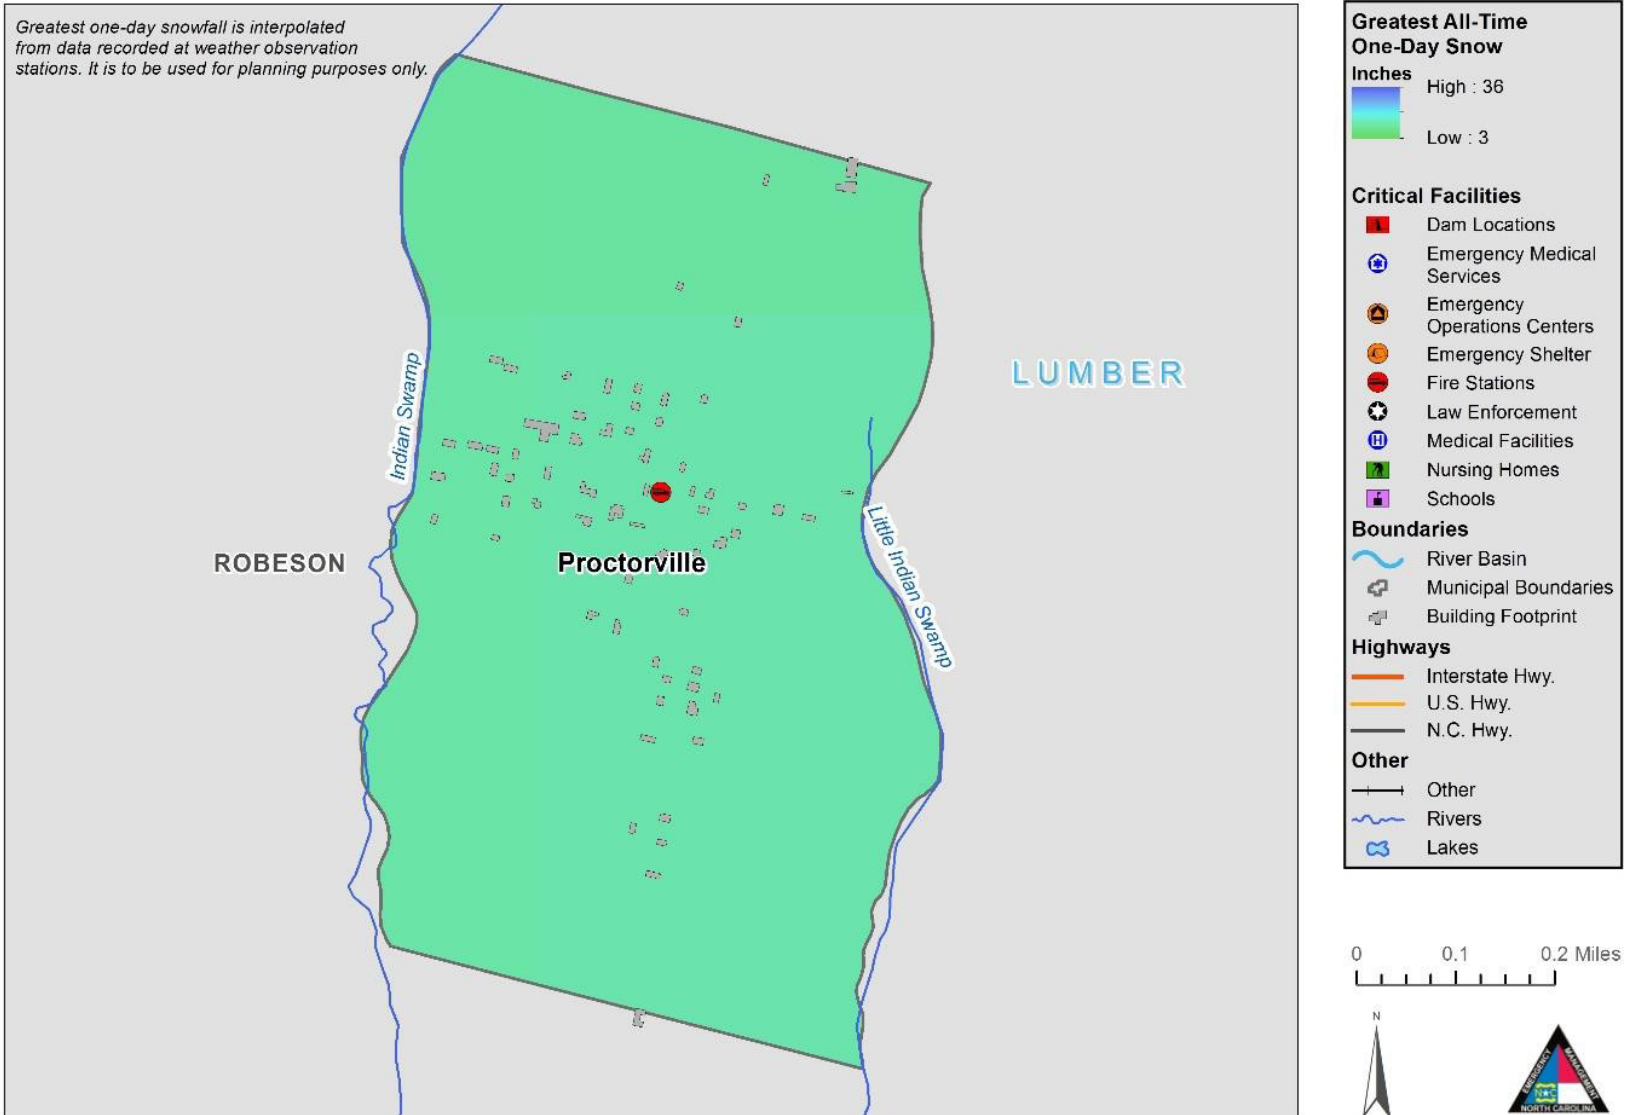 Greatest one-day snowfall is interpolated
from data recorded at weather observation
stations. It is to be used for planning purposes only.
Indian Swamp
LUMBER
Little Indian Swamp
ROBESON
Proctorville
Greatest All-Time
One-Day Snow
Inches
High : 36
Low : 3
Critical Facilities
Dam Locations
Emergency Medical
Services
Emergency
Operations Centers
Emergency Shelter
Fire Stations
Law Enforcement
H
Medical Facilities
Nursing Homes
Schools
Boundaries
River Basin
Municipal Boundaries
Building Footprint
Highways
Interstate Hwy.
U.S. Hwy.
N.C. Hwy.
Other
Other
Rivers
Lakes
0 0.1 0.2 Miles
N
EMERGENCY
MANAGEMENT
N C
NORTH CAROLINA